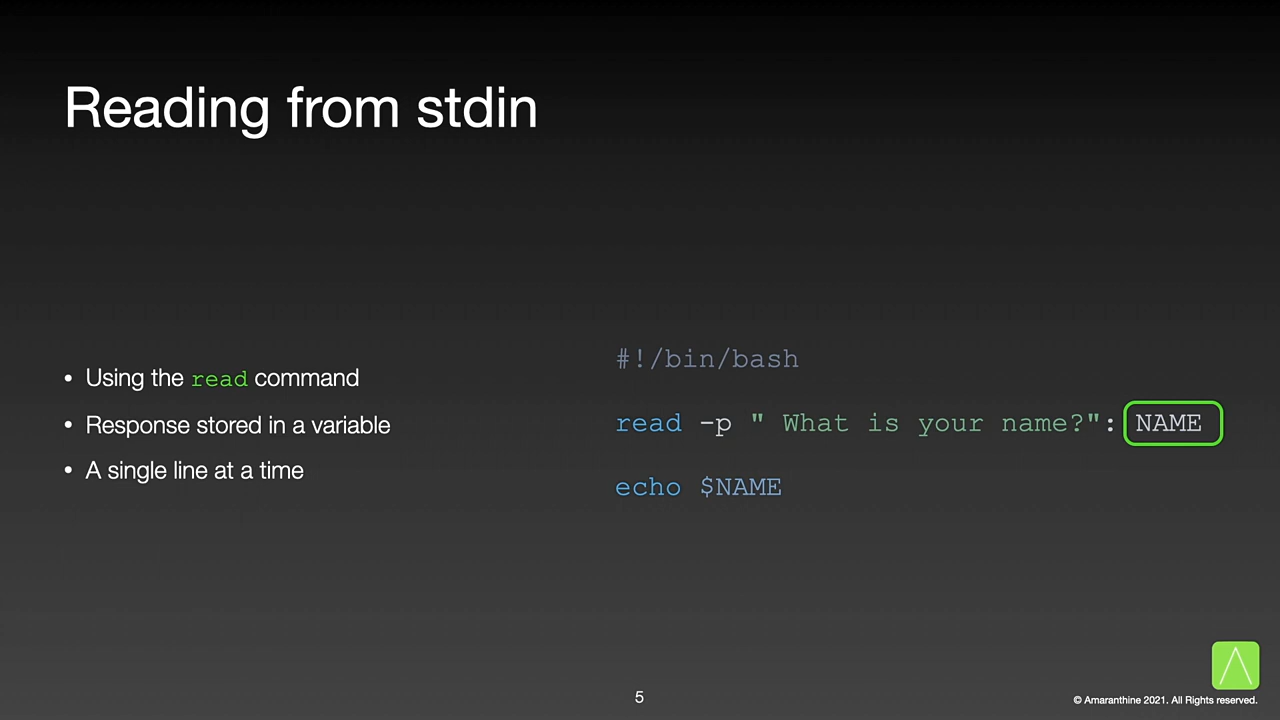 Reading from stdin
• Using the read command
• Response stored in a variable
• A single line at a time
#!/bin/bash
read -p " What is your name?": NAME
echo $NAME
5
© Amaranthine 2021. All Rights reserved.